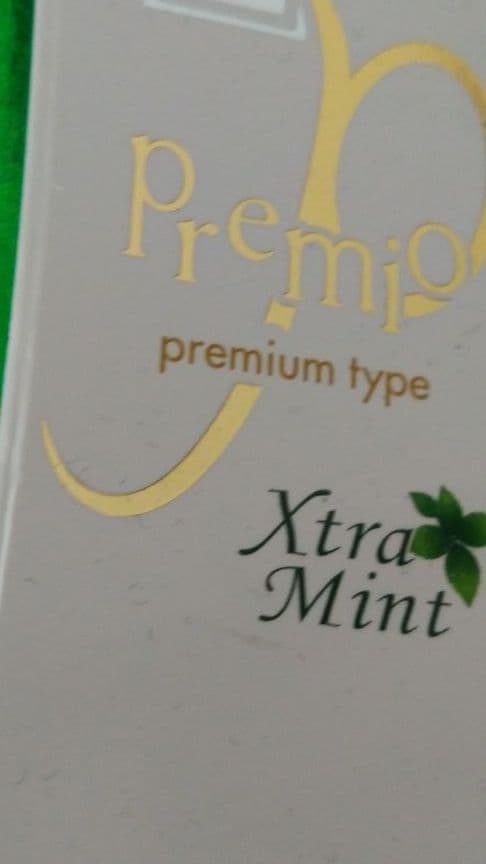 Premio
premium type
Xtra
Mint